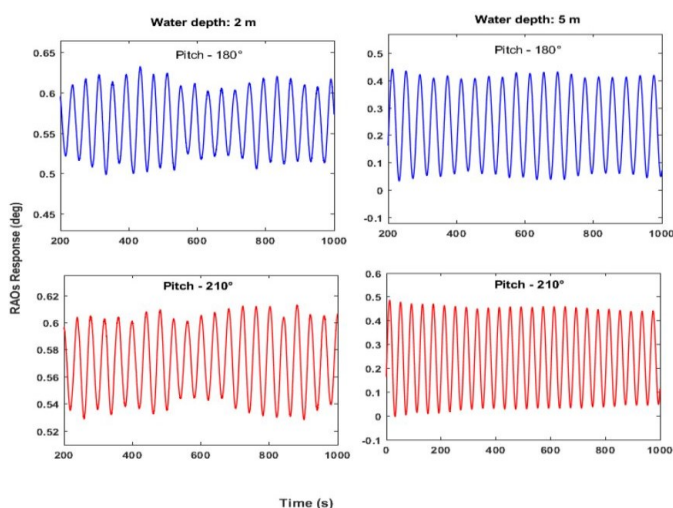 Water depth: 2 m
Water depth: 5 m
Pitch - 180°
0.65
0.6
0.55
0.5
0.45
200 400 600 800 1000
Pitch - 180°
0.5
0.4
0.3
0.2
0.1
0
-0.1
200 400 600 800 1000
RAOs Response (deg)
Pitch - 210°
0.62
0.6
0.58
0.56
0.54
0.52
200 400 600 800 1000
Pitch - 210°
0.6
0.5
0.4
0.3
0.2
0.1
0
-0.1
0 200 400 600 800 1000
Time (s)